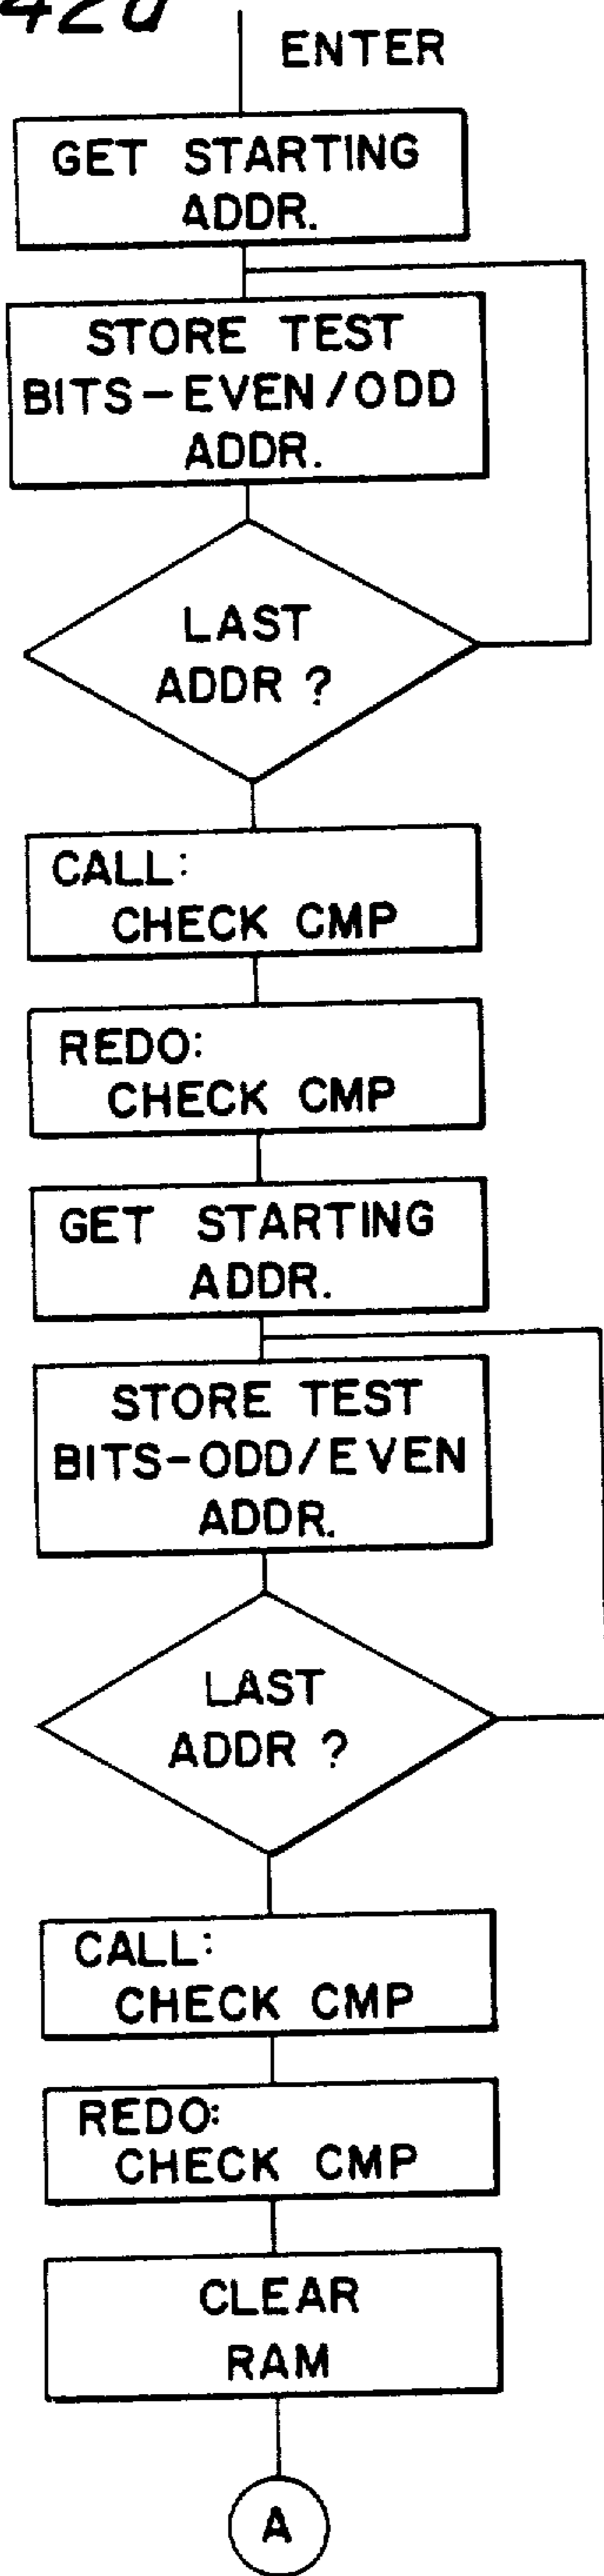 42a
ENTER
GET STARTING
ADDR.
STORE TEST
BITS-EVEN/ODD
ADDR.
LAST
ADDR ?
CALL:
CHECK CMP
REDO:
CHECK CMP
GET STARTING
ADDR.
STORE TEST
BITS-ODD/EVEN
ADDR.
LAST
ADDR ?
CALL:
CHECK CMP
REDO:
CHECK CMP
CLEAR
RAM
A